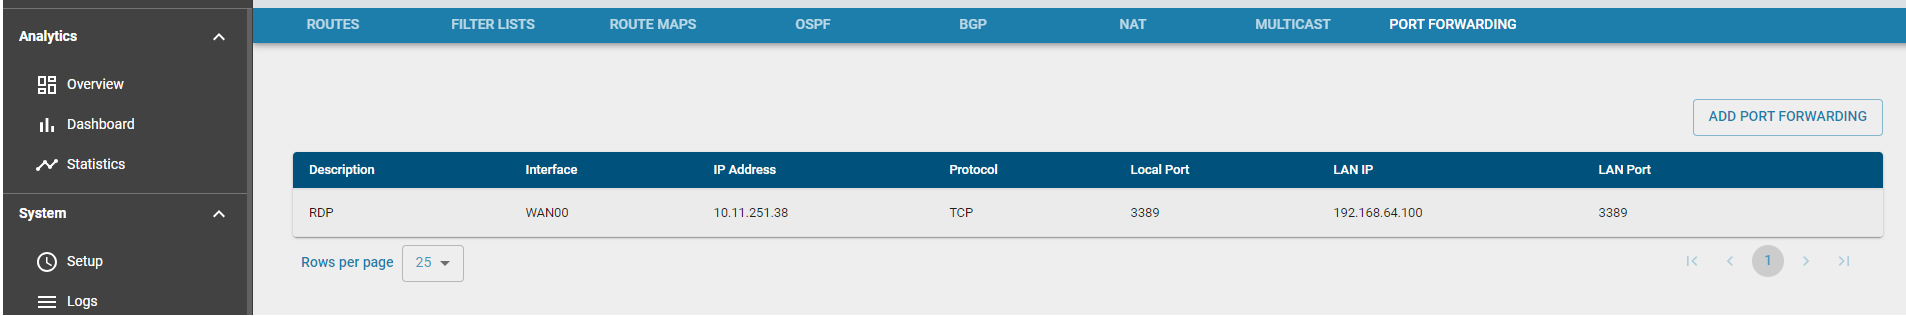 Analytics
Overview
Dashboard
Statistics
System
Setup
Logs
ROUTES FILTER LISTS ROUTE MAPS OSPF BGP NAT MULTICAST PORT FORWARDING
ADD PORT FORWARDING
Description Interface IP Address Protocol Local Port LAN IP LAN Port
RDP WAN00 10.11.251.38 TCP 3389 192.168.64.100 3389
Rows per page 25 1